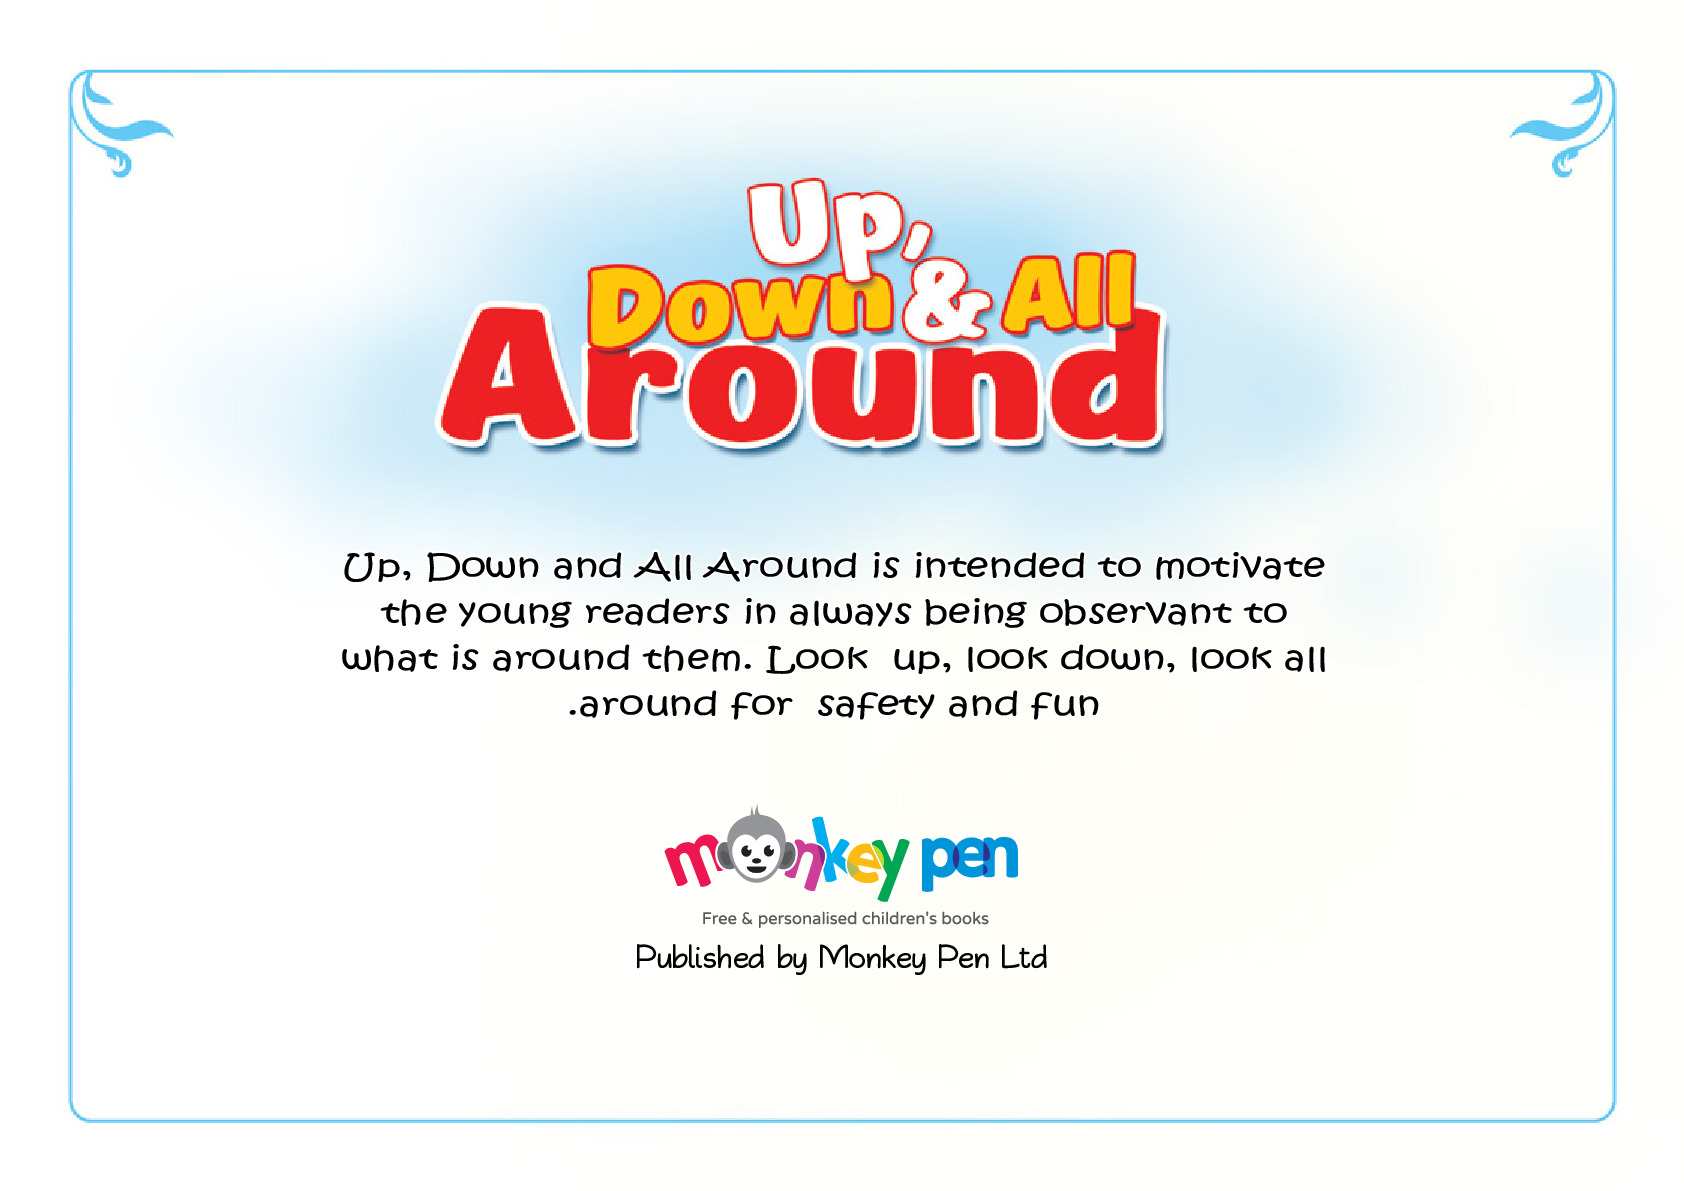 Up,
Down & All
Around
Up, Down and All Around is intended to motivate
the young readers in always being observant to
what is around them. Look  up, look down, look all
.around for  safety and fun
monkey pen
Free & personalised children's books
Published by Monkey Pen Ltd